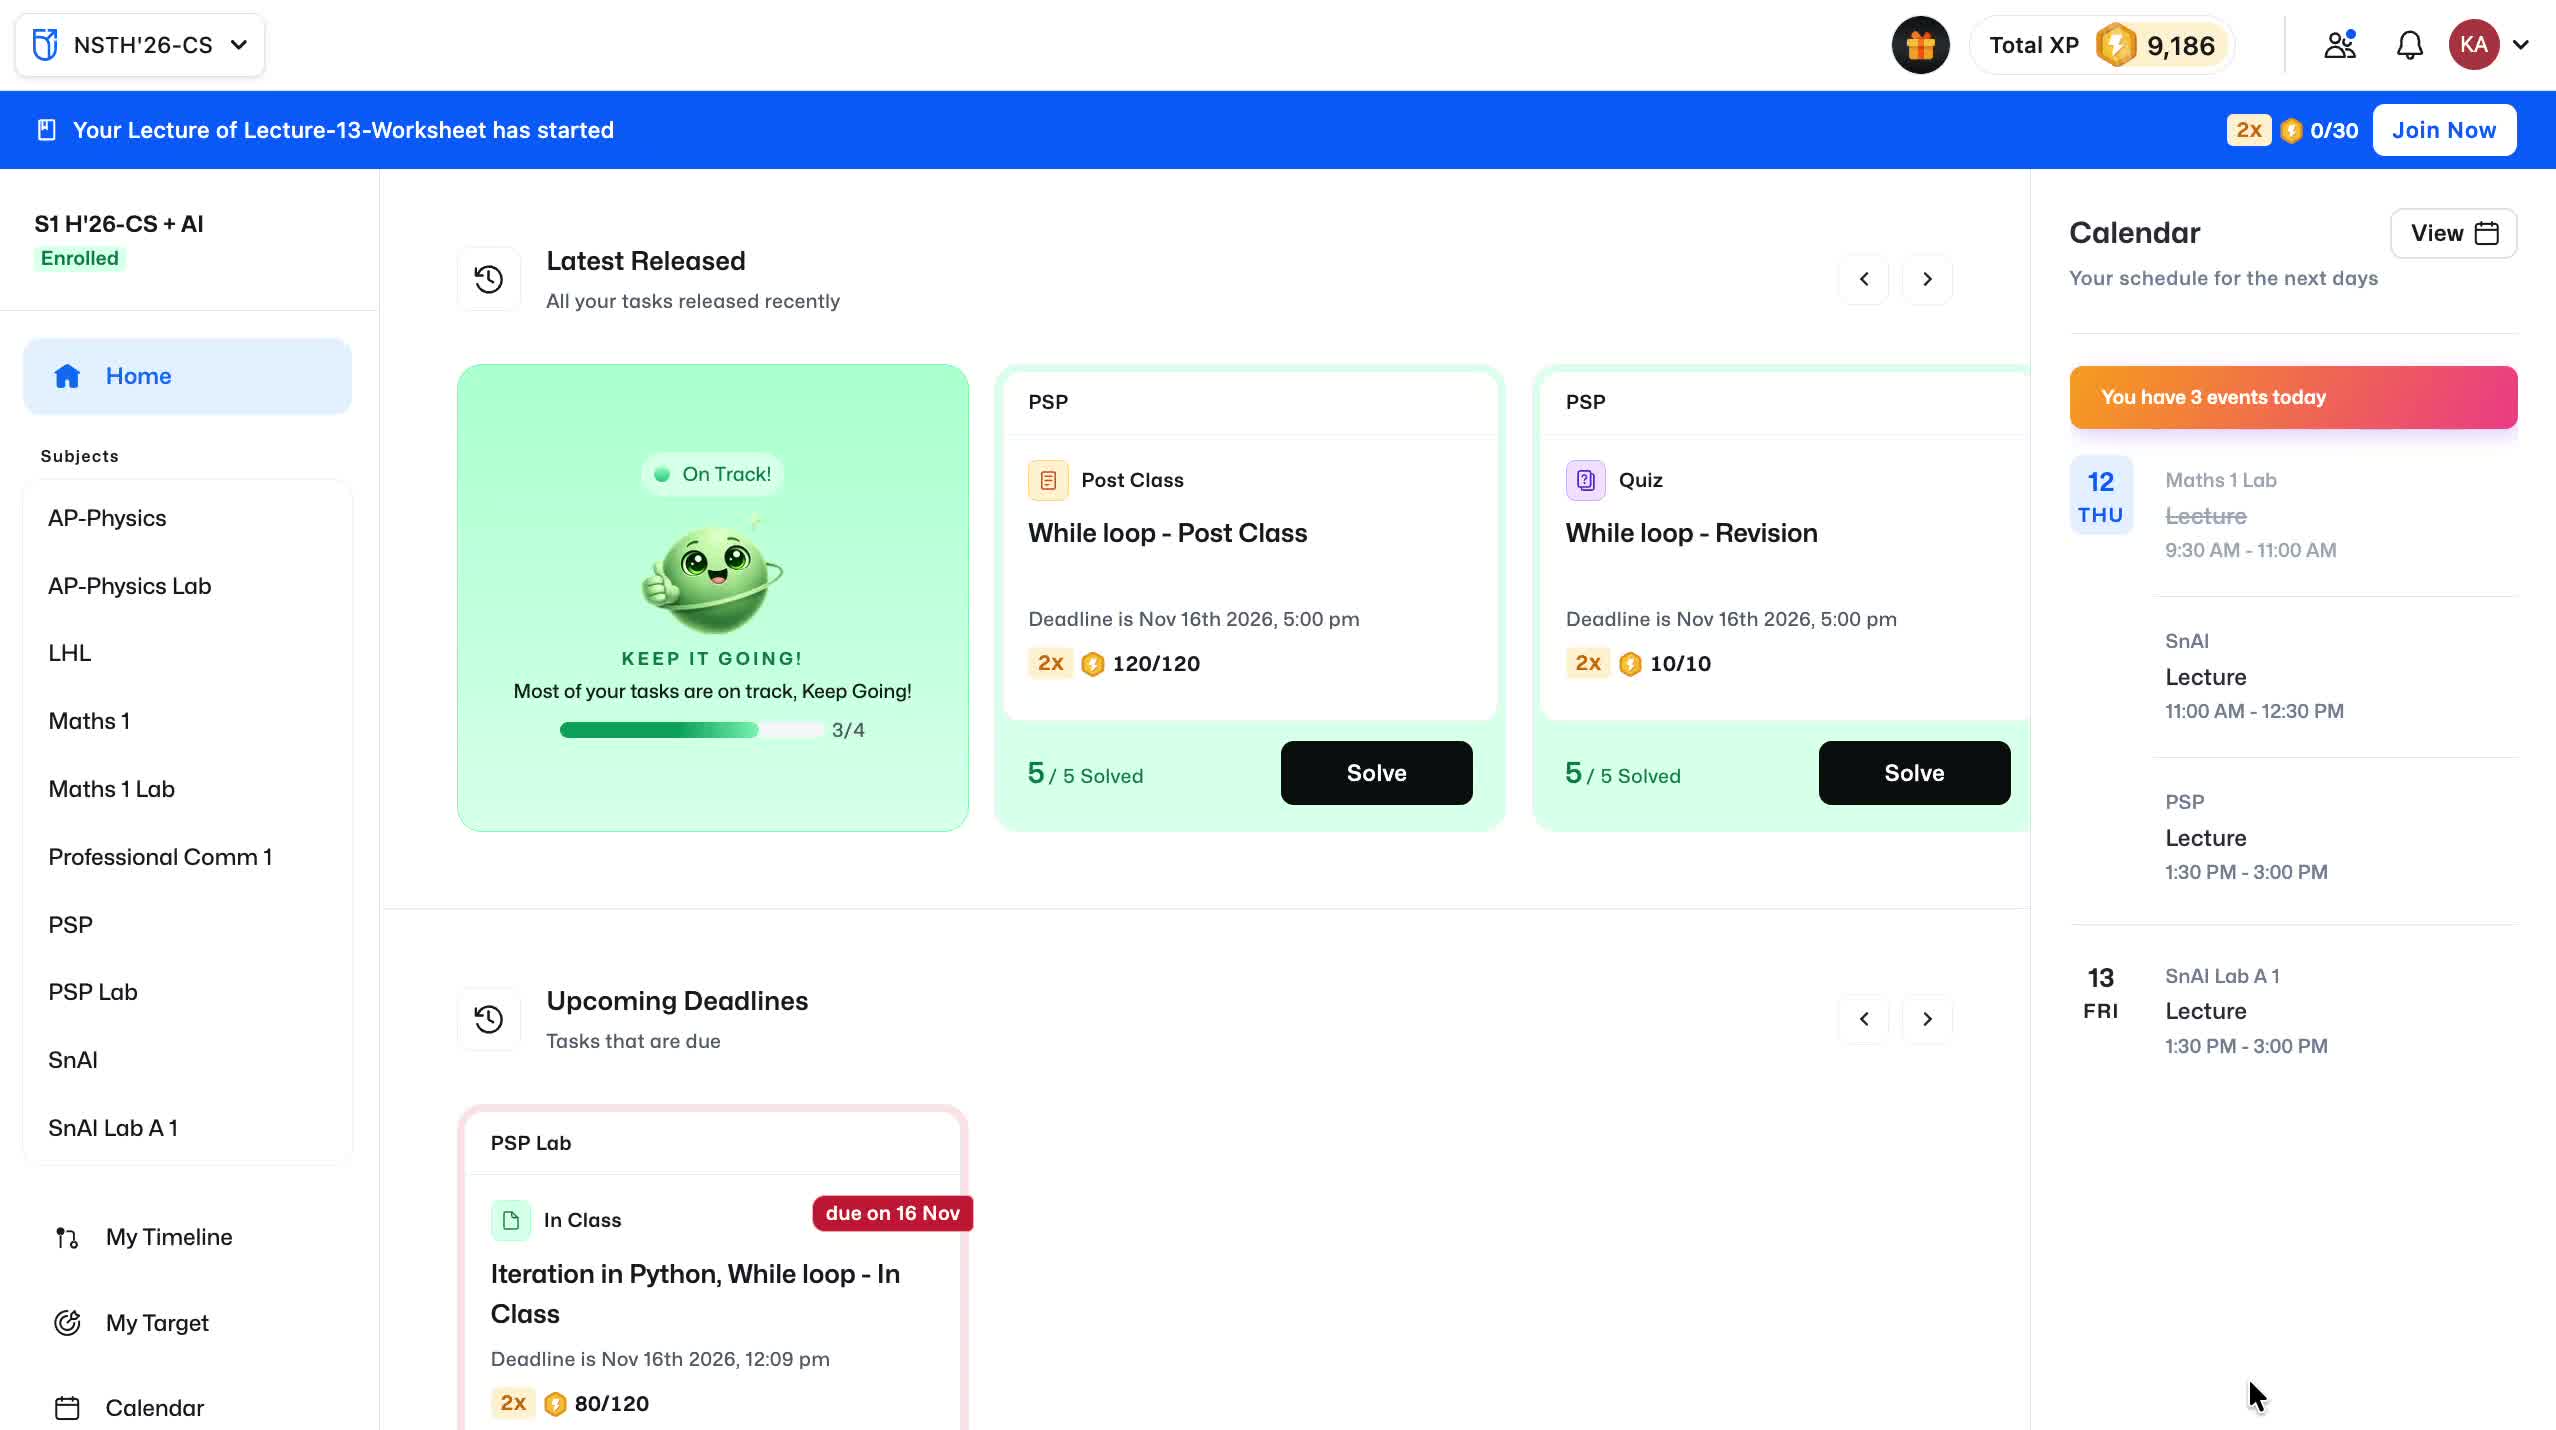 NSTH'26-CS
Total XP 9,186
KA
Your Lecture of Lecture-13-Worksheet has started
2x 0/30 Join Now
S1 H'26-CS + AI
Enrolled
Home
Subjects
AP-Physics
AP-Physics Lab
LHL
Maths 1
Maths 1 Lab
Professional Comm 1
PSP
PSP Lab
SnAI
SnAI Lab A 1
My Timeline
My Target
Calendar
Latest Released
All your tasks released recently
On Track!
KEEP IT GOING!
Most of your tasks are on track, Keep Going!
3/4
PSP
Post Class
While loop - Post Class
Deadline is Nov 16th 2026, 5:00 pm
2x 120/120
5 / 5 Solved Solve
PSP
Quiz
While loop - Revision
Deadline is Nov 16th 2026, 5:00 pm
2x 10/10
5 / 5 Solved Solve
Upcoming Deadlines
Tasks that are due
PSP Lab
In Class
due on 16 Nov
Iteration in Python, While loop - In
Class
Deadline is Nov 16th 2026, 12:09 pm
2x 80/120
Calendar
View
Your schedule for the next days
You have 3 events today
12
THU
Maths 1 Lab
Lecture
9:30 AM - 11:00 AM
SnAI
Lecture
11:00 AM - 12:30 PM
PSP
Lecture
1:30 PM - 3:00 PM
13
FRI
SnAI Lab A 1
Lecture
1:30 PM - 3:00 PM